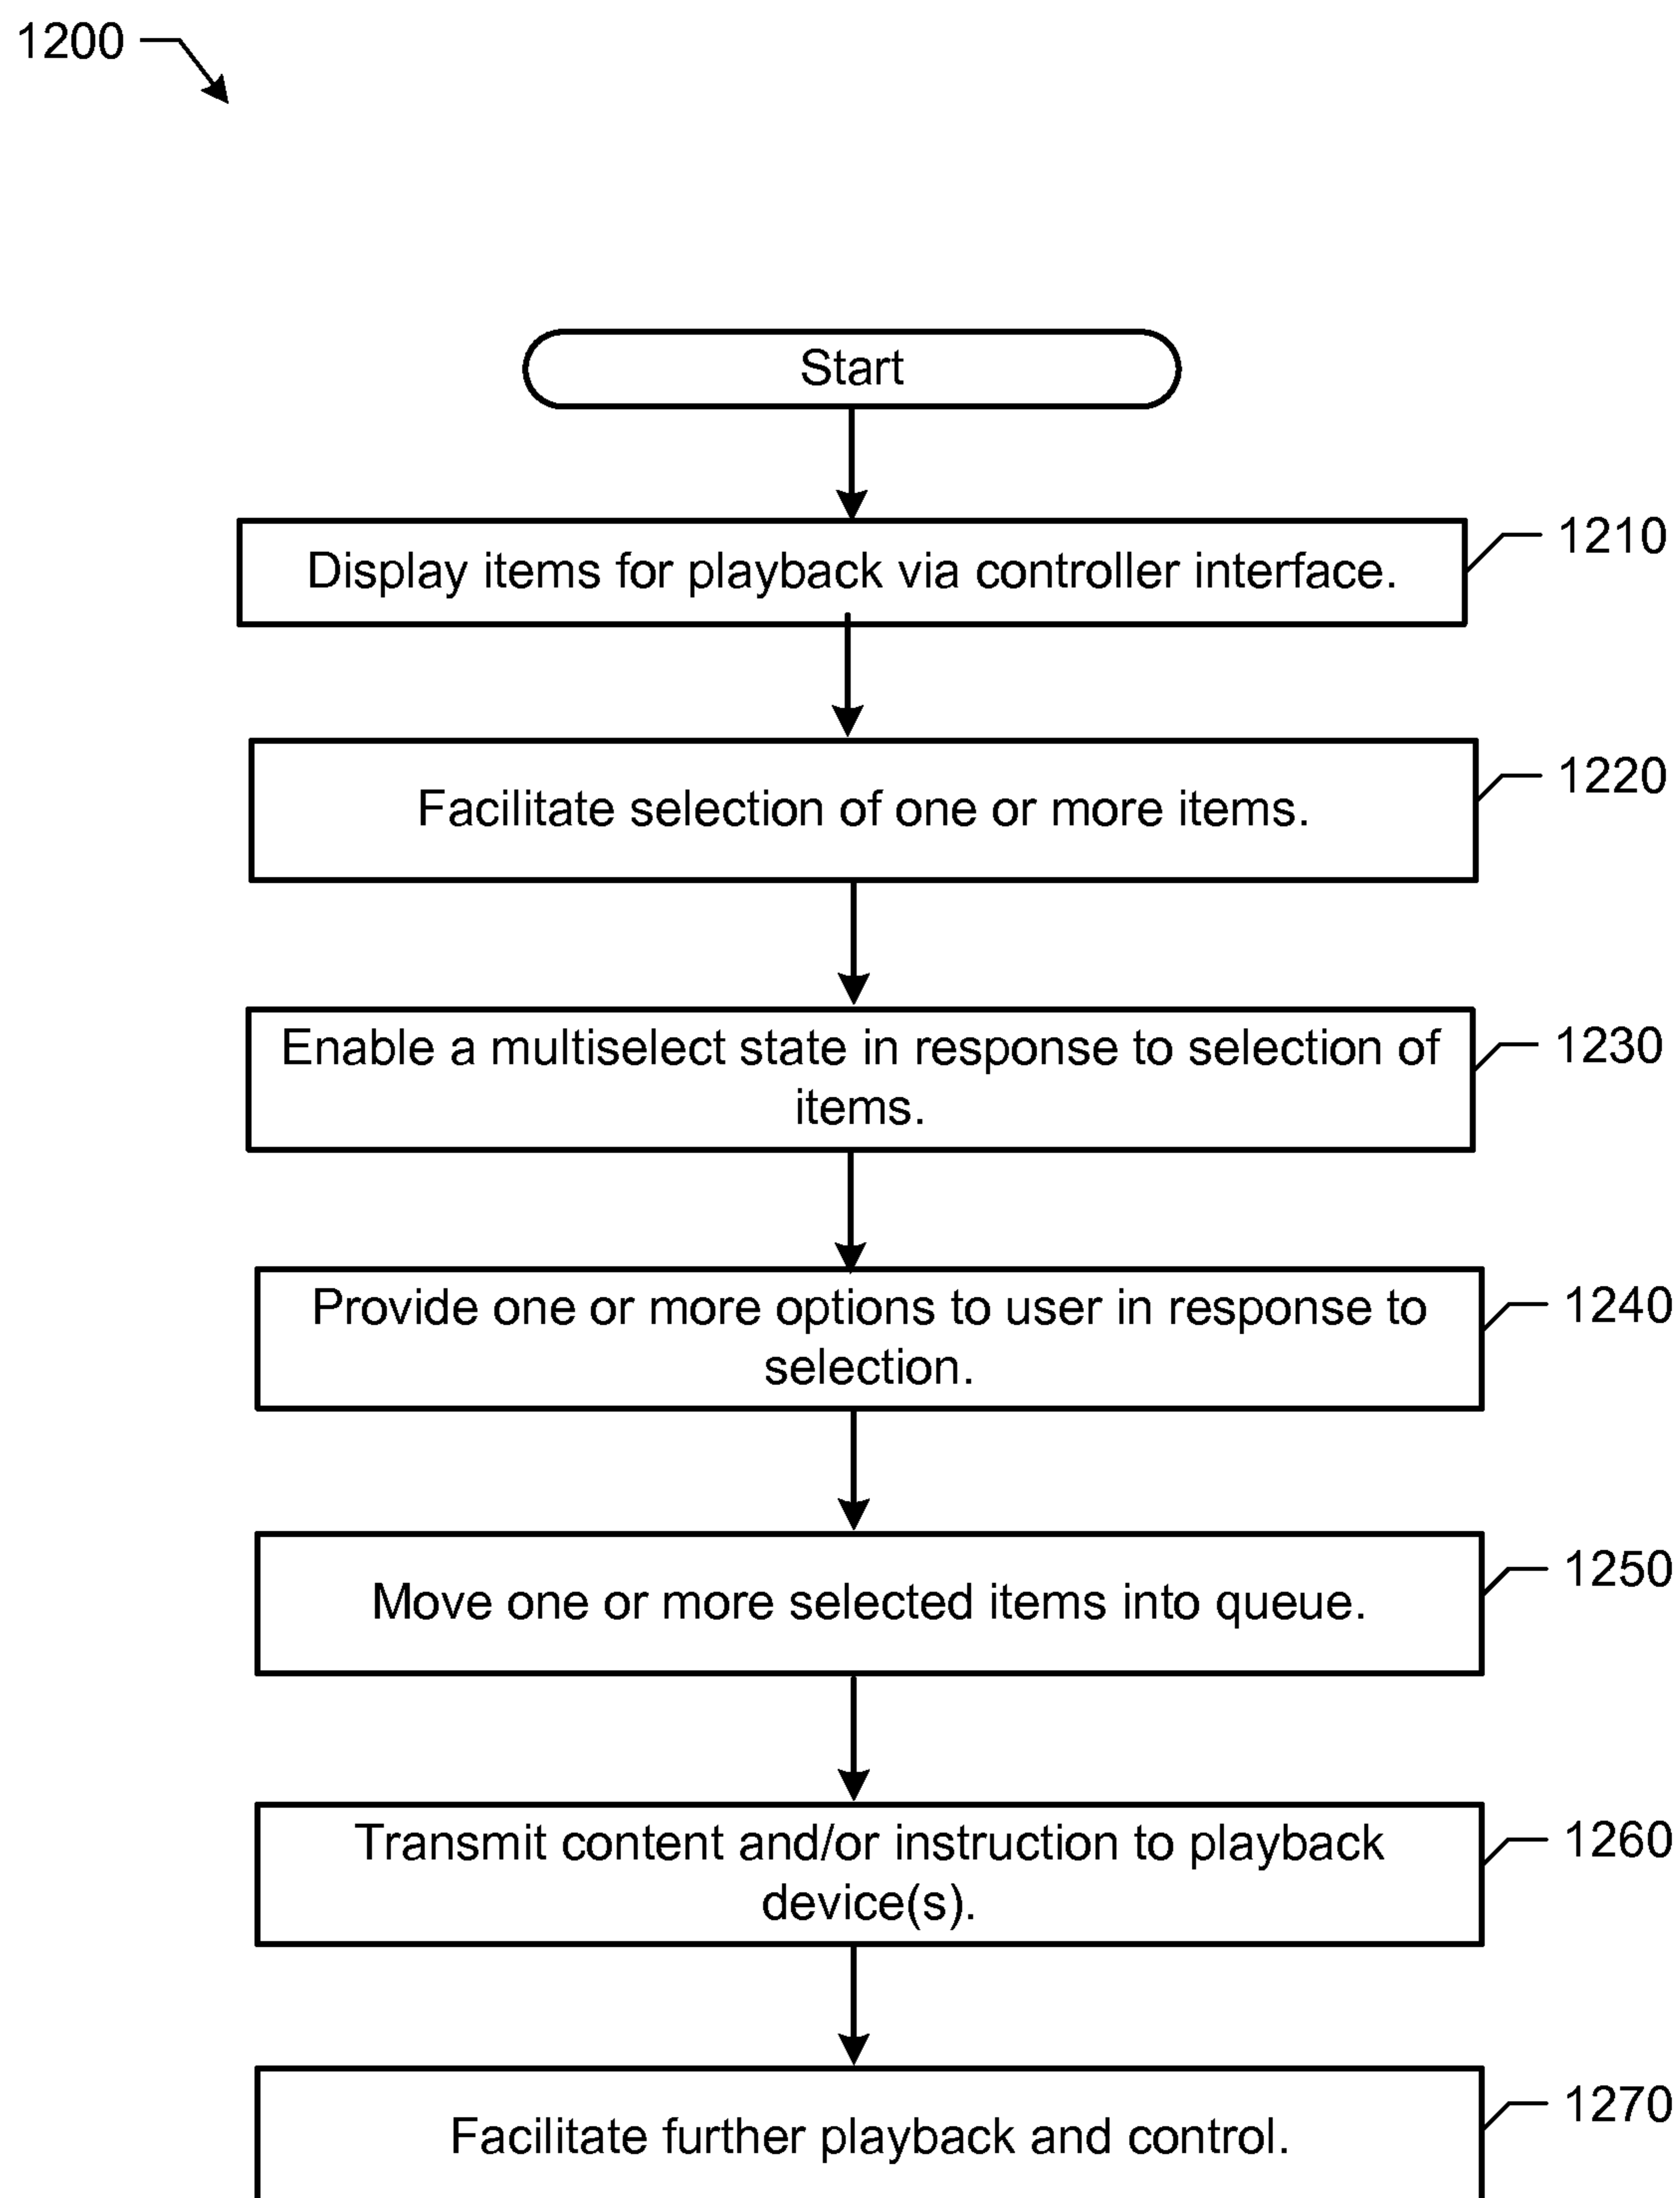 1200
Start
Display items for playback via controller interface.
1210
Facilitate selection of one or more items.
1220
Enable a multiselect state in response to selection of
items.
1230
Provide one or more options to user in response to
selection.
1240
Move one or more selected items into queue.
1250
Transmit content and/or instruction to playback
device(s).
1260
Facilitate further playback and control.
1270